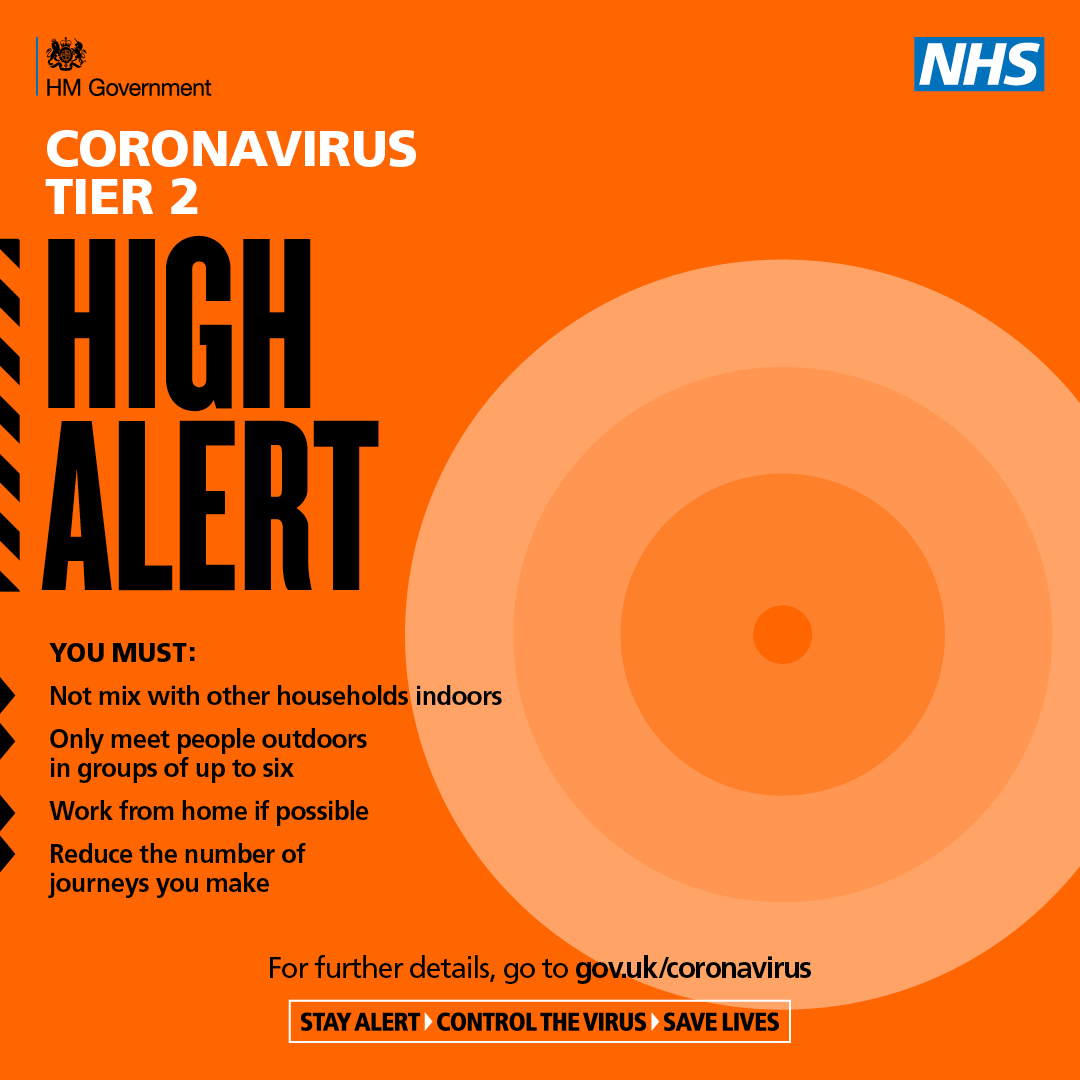 HM Government
NHS
CORONAVIRUS
TIER 2
HIGH
ALERT
YOU MUST:
Not mix with other households indoors
Only meet people outdoors
in groups of up to six
Work from home if possible
Reduce the number of
journeys you make
For further details, go to gov.uk/coronavirus
STAY ALERT CONTROL THE VIRUS SAVE LIVES